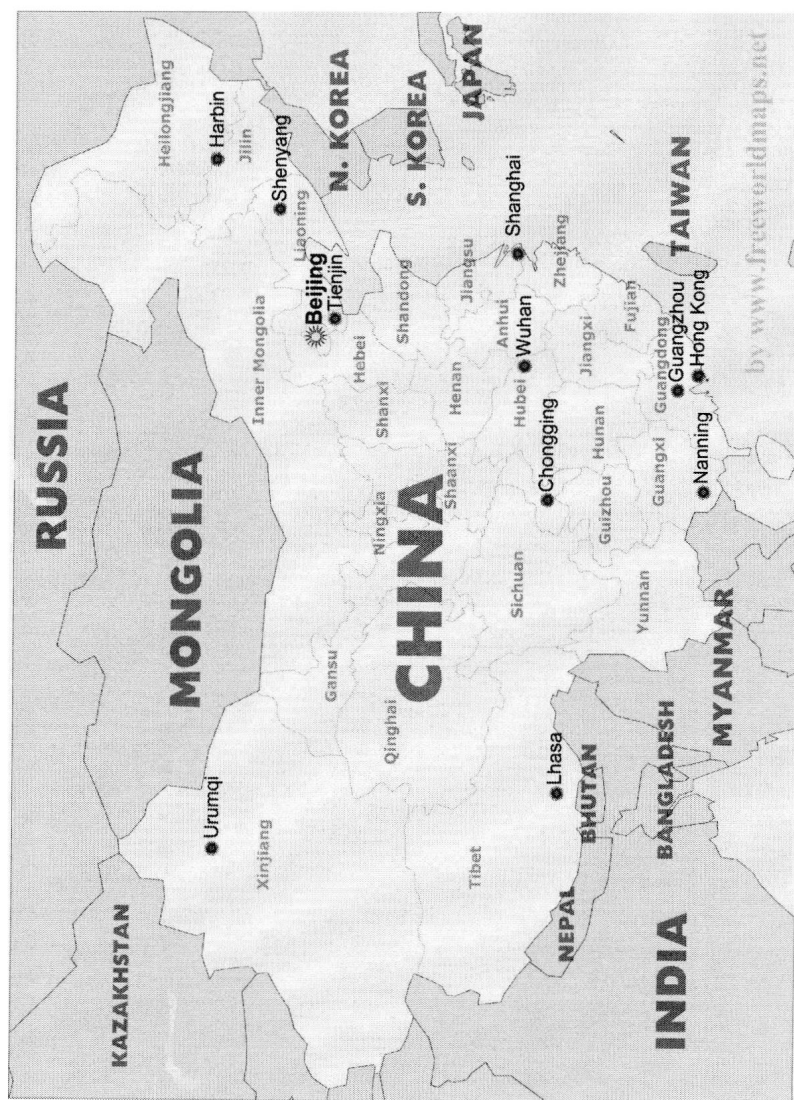 RUSSIA
KAZAKHSTAN
MONGOLIA
Heilongjiang
Harbin
Jilin
Urumqi
Shenyang
Xinjiang
Inner Mongolia
Liaoning
Beijing
Tienjin
N. KOREA
Gansu
Hebei
Ningxia
Shanxi
Shandong
S. KOREA
Qinghai
CHINA
Shaanxi
Henan
Jiangsu
JAPAN
Tibet
Sichuan
Hubei
Anhui
Wuhan
Shanghai
Lhasa
Chongging
Zhejiang
NEPAL
BHUTAN
Guizhou
Hunan
Jiangxi
Fujian
Yunnan
Guangxi
Guangdong
Guangzhou
TAIWAN
INDIA
BANGLADESH
MYANMAR
Nanning
Hong Kong
by www.freeworldmaps.net